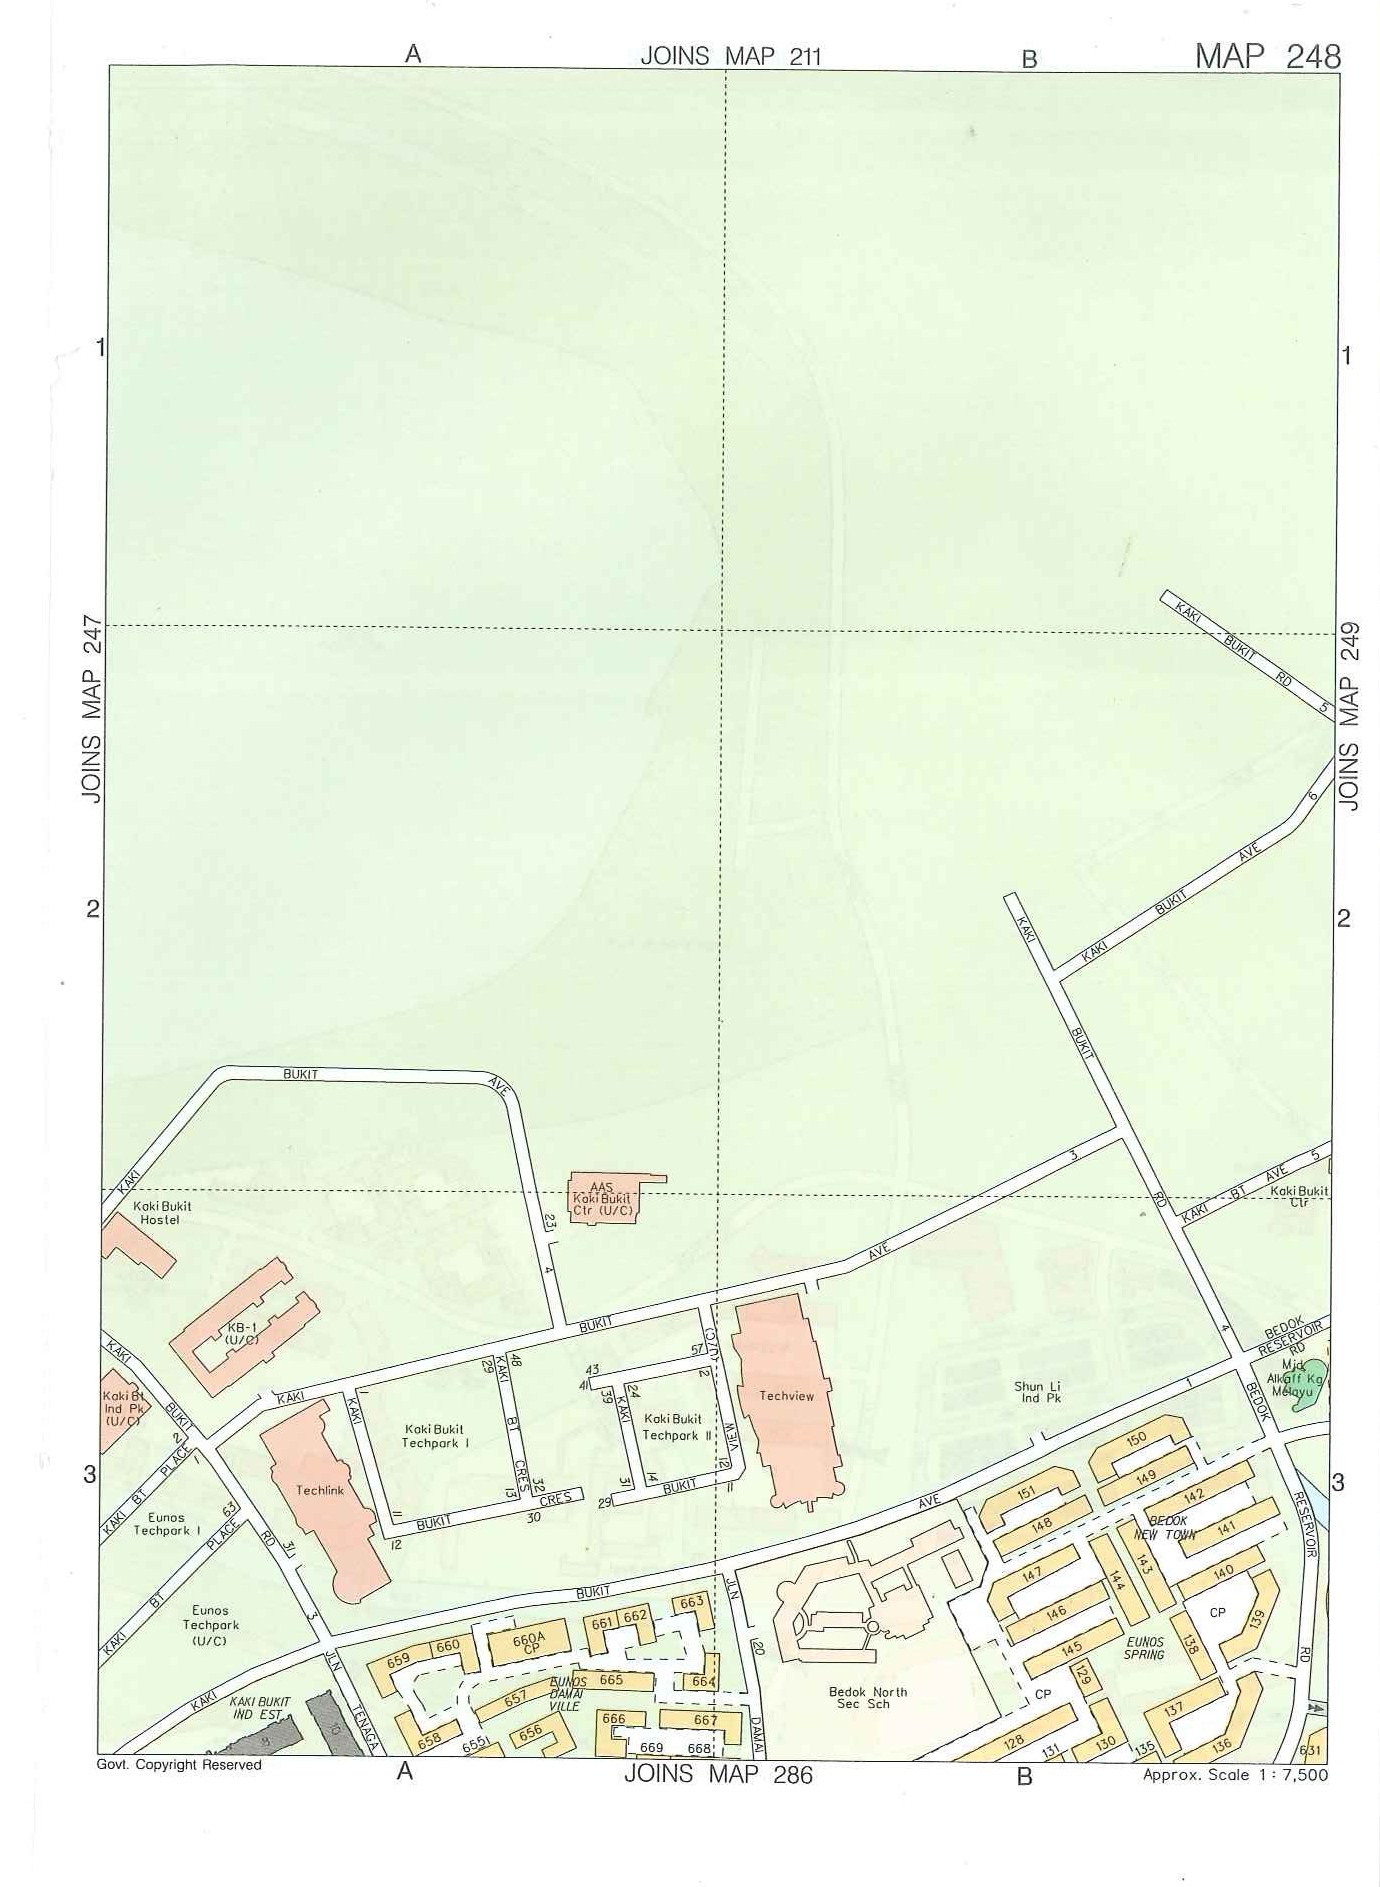 A
JOINS MAP 211
B
MAP 248
1
1
JOINS MAP 247
JOINS MAP 249
KAKI BUKIT RD 5
KAKI BUKIT AVE 6
2
2
KAKI BUKIT RD 4
KAKI BUKIT AVE 4
23
AAS
Kaki Bukit
Ctr (U/C)
Kaki Bukit
Hostel
KAKI BT AVE 5
Kaki Bukit
Ctr
KAKI BUKIT AVE 3
KB-1
(U/C)
BEDOK
RESERVOIR
RD
Mjd
Alkaff Kg
Melayu
Kaki Bt
Ind Pk
(U/C)
KAKI BUKIT RD 3
2
1
31
63
KAKI BT PLACE
KAKI BT PLACE
Eunos
Techpark I
Eunos
Techpark
(U/C)
Techlink
Kaki Bukit
Techpark I
KAKI BUKIT CRES
1
11
12
KAKI BT CRES
29
48
13
32
30
Kaki Bukit
Techpark II
KAKI BUKIT VIEW
(U/C)
57
2
43
41
39
24
31
14
29
12
11
Techview
Shun Li
Ind Pk
3
3
KAKI BUKIT AVE 1
BEDOK RESERVOIR RD
JLN TENAGA
JLN DAMAI
20
KAKI BUKIT
IND EST
8
10
659
660
660A
CP
661
662
663
664
665
EUNOS
DAMAI
VILLE
657
656
658
655
666
667
669
668
Bedok North
Sec Sch
BEDOK
NEW TOWN
150
149
151
148
142
141
147
144
143
140
146
139
CP
145
138
EUNOS
SPRING
129
CP
137
128
131
130
135
136
631
Govt. Copyright Reserved
A
JOINS MAP 286
B
Approx. Scale 1 : 7,500